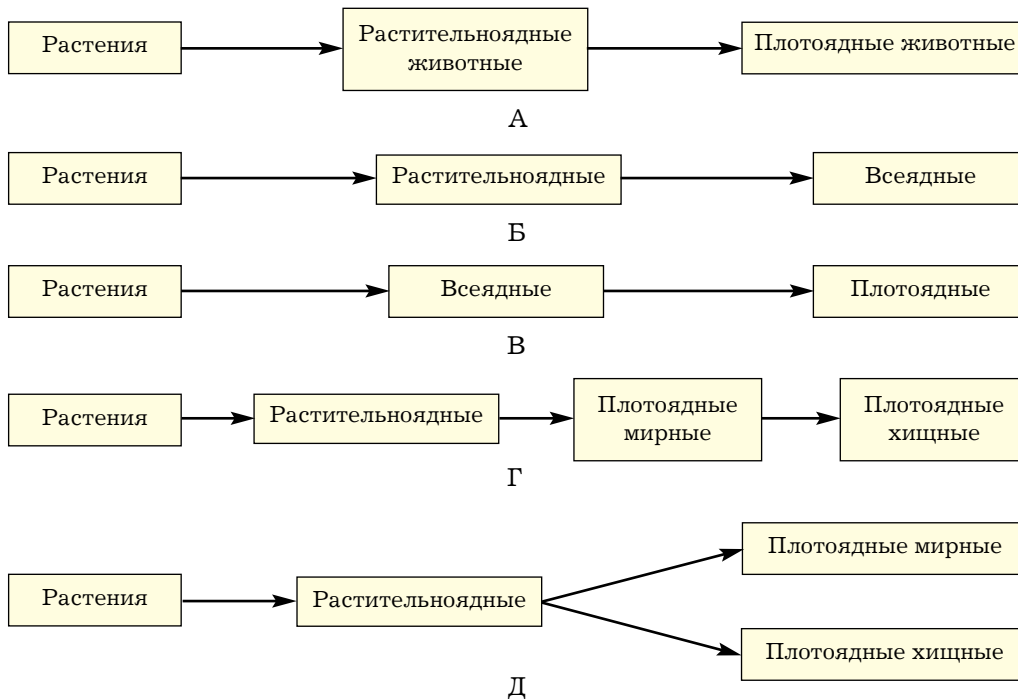 Растения
Растительноядные
животные
Плотоядные животные
А
Растения
Растительноядные
Всеядные
Б
Растения
Всеядные
Плотоядные
В
Растения
Растительноядные
Плотоядные
мирные
Плотоядные
хищные
Г
Растения
Растительноядные
Плотоядные мирные
Плотоядные хищные
Д